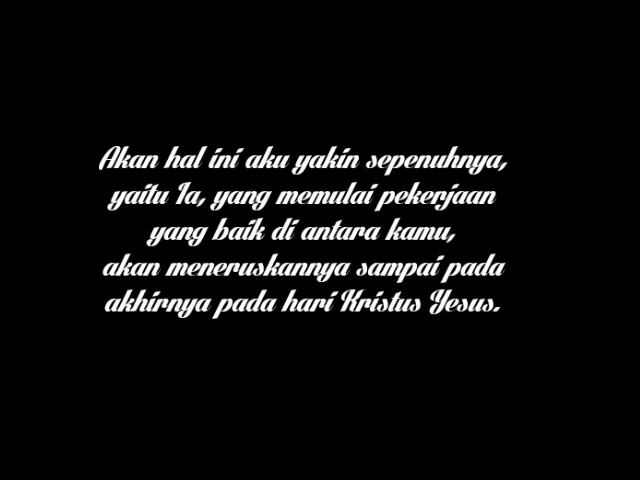 Akan hal ini aku yakin sepenuhnya,
yaitu Ia, yang memulai pekerjaan
yang baik di antara kamu,
akan meneruskannya sampai pada
akhirnya pada hari Kristus Yesus.